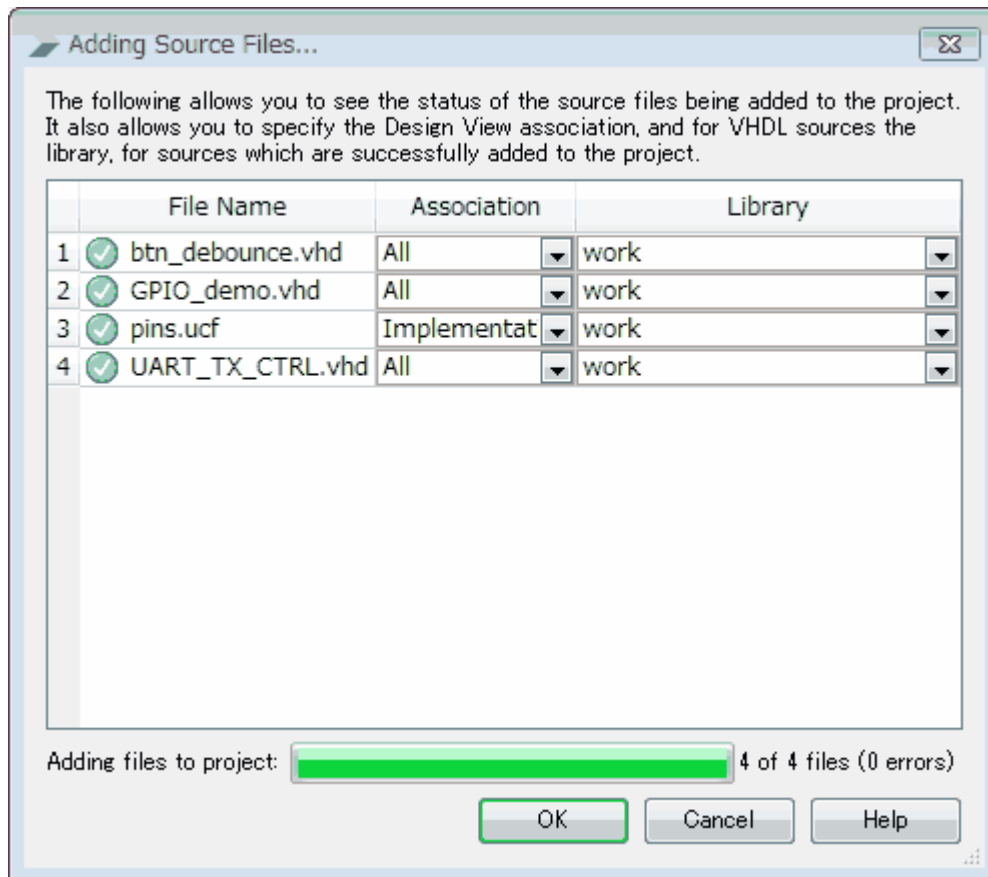 Adding Source Files...
The following allows you to see the status of the source files being added to the project.
It also allows you to specify the Design View association, and for VHDL sources the
library, for sources which are successfully added to the project.
File Name Association Library
1 btn_debounce.vhd All work
2 GPIO_demo.vhd All work
3 pins.ucf Implementat work
4 UART_TX_CTRL.vhd All work
Adding files to project: 4 of 4 files (0 errors)
OK Cancel Help